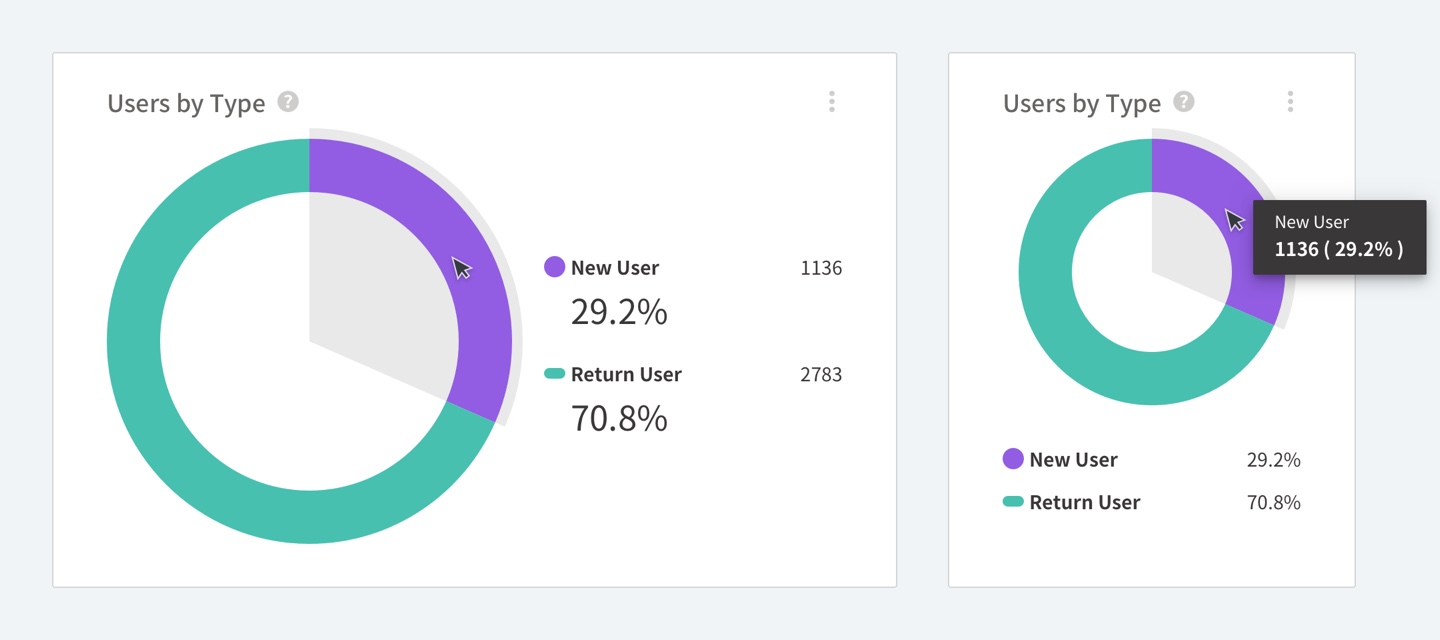 Users by Type ?
New User 1136
29.2%
Return User 2783
70.8%
Users by Type ?
New User
1136 ( 29.2% )
New User 29.2%
Return User 70.8%